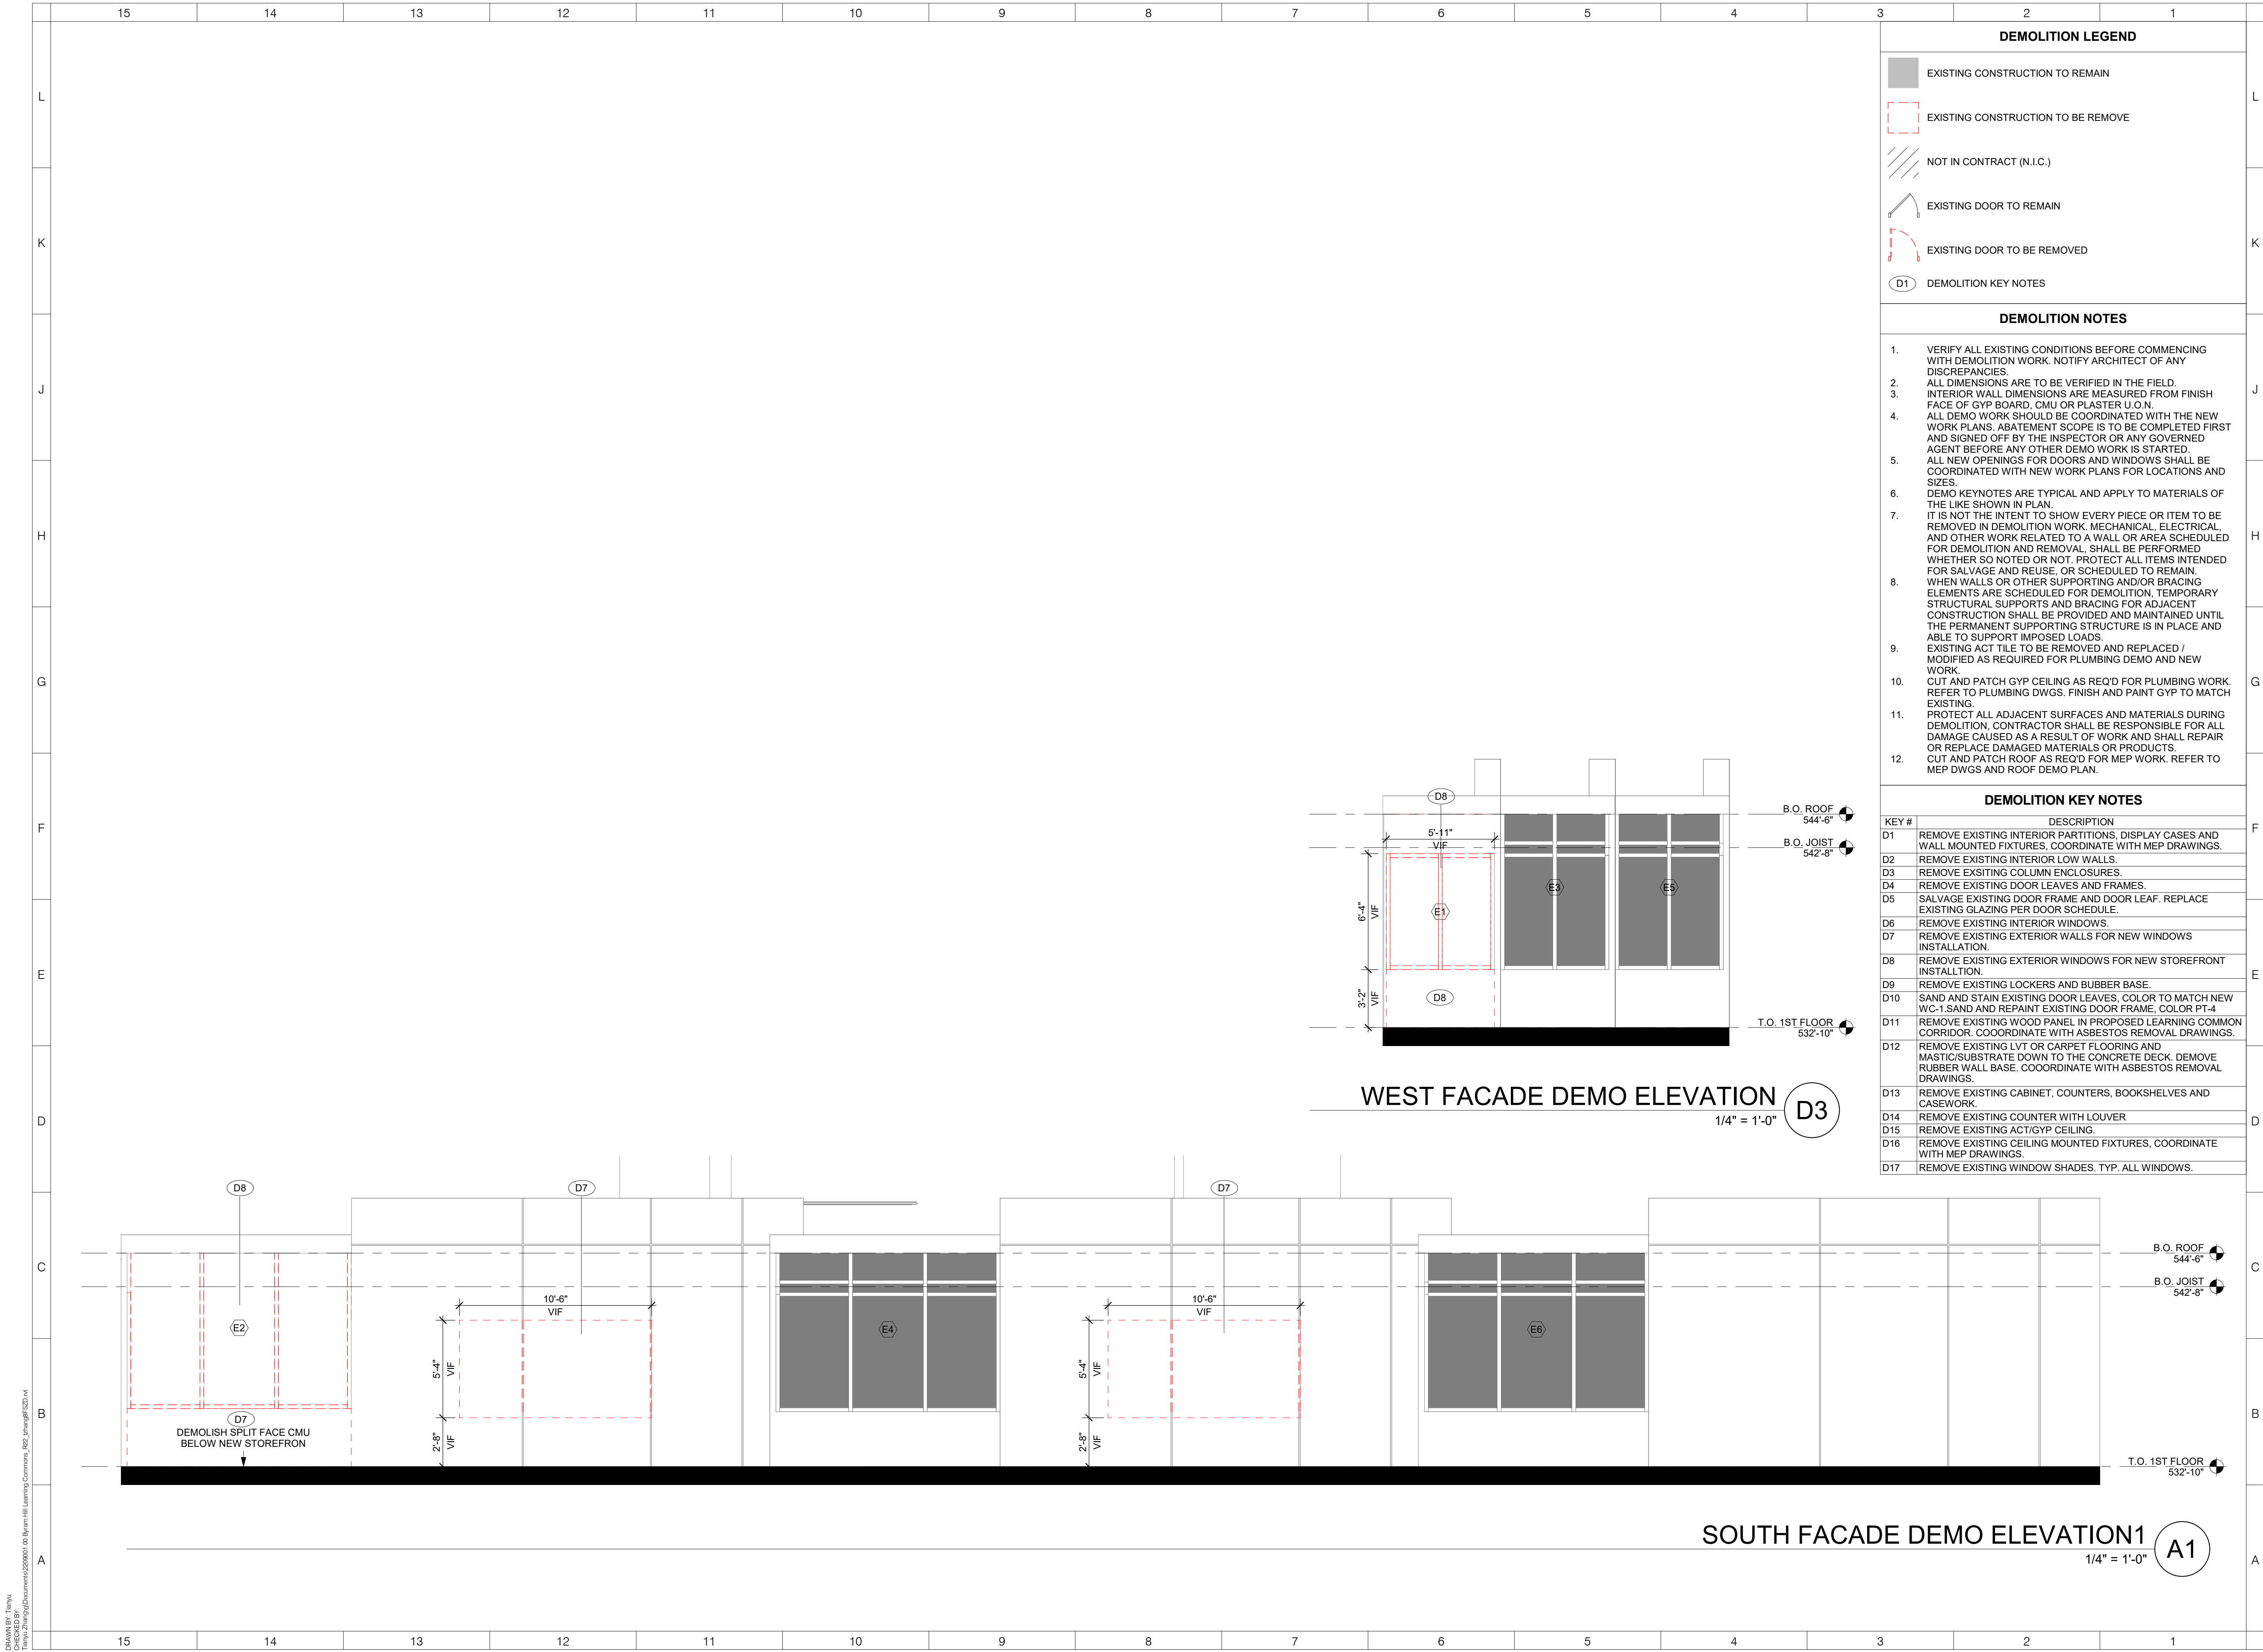 15 14 13 12 11 10 9 8 7 6 5 4 3 2 1
L
K
J
H
G
F
E
D
C
B
A
DEMOLITION LEGEND
EXISTING CONSTRUCTION TO REMAIN
EXISTING CONSTRUCTION TO BE REMOVE
NOT IN CONTRACT (N.I.C.)
EXISTING DOOR TO REMAIN
EXISTING DOOR TO BE REMOVED
D1 DEMOLITION KEY NOTES
DEMOLITION NOTES
1. VERIFY ALL EXISTING CONDITIONS BEFORE COMMENCING
WITH DEMOLITION WORK. NOTIFY ARCHITECT OF ANY
DISCREPANCIES.
2. ALL DIMENSIONS ARE TO BE VERIFIED IN THE FIELD.
3. INTERIOR WALL DIMENSIONS ARE MEASURED FROM FINISH
FACE OF GYP BOARD, CMU OR PLASTER U.O.N.
4. ALL DEMO WORK SHOULD BE COORDINATED WITH THE NEW
WORK PLANS. ABATEMENT SCOPE IS TO BE COMPLETED FIRST
AND SIGNED OFF BY THE INSPECTOR OR ANY GOVERNED
AGENT BEFORE ANY OTHER DEMO WORK IS STARTED.
5. ALL NEW OPENINGS FOR DOORS AND WINDOWS SHALL BE
COORDINATED WITH NEW WORK PLANS FOR LOCATIONS AND
SIZES.
6. DEMO KEYNOTES ARE TYPICAL AND APPLY TO MATERIALS OF
THE LIKE SHOWN IN PLAN.
7. IT IS NOT THE INTENT TO SHOW EVERY PIECE OR ITEM TO BE
REMOVED IN DEMOLITION WORK. MECHANICAL, ELECTRICAL,
AND OTHER WORK RELATED TO A WALL OR AREA SCHEDULED
FOR DEMOLITION AND REMOVAL, SHALL BE PERFORMED
WHETHER SO NOTED OR NOT. PROTECT ALL ITEMS INTENDED
FOR SALVAGE AND REUSE, OR SCHEDULED TO REMAIN.
8. WHEN WALLS OR OTHER SUPPORTING AND/OR BRACING
ELEMENTS ARE SCHEDULED FOR DEMOLITION, TEMPORARY
STRUCTURAL SUPPORTS AND BRACING FOR ADJACENT
CONSTRUCTION SHALL BE PROVIDED AND MAINTAINED UNTIL
THE PERMANENT SUPPORTING STRUCTURE IS IN PLACE AND
ABLE TO SUPPORT IMPOSED LOADS.
9. EXISTING ACT TILE TO BE REMOVED AND REPLACED /
MODIFIED AS REQUIRED FOR PLUMBING DEMO AND NEW
WORK.
10. CUT AND PATCH GYP CEILING AS REQ'D FOR PLUMBING WORK.
REFER TO PLUMBING DWGS. FINISH AND PAINT GYP TO MATCH
EXISTING.
11. PROTECT ALL ADJACENT SURFACES AND MATERIALS DURING
DEMOLITION, CONTRACTOR SHALL BE RESPONSIBLE FOR ALL
DAMAGE CAUSED AS A RESULT OF WORK AND SHALL REPAIR
OR REPLACE DAMAGED MATERIALS OR PRODUCTS.
12. CUT AND PATCH ROOF AS REQ'D FOR MEP WORK. REFER TO
MEP DWGS AND ROOF DEMO PLAN.
DEMOLITION KEY NOTES
KEY # DESCRIPTION
D1 REMOVE EXISTING INTERIOR PARTITIONS, DISPLAY CASES AND
WALL MOUNTED FIXTURES, COORDINATE WITH MEP DRAWINGS.
D2 REMOVE EXISTING INTERIOR LOW WALLS.
D3 REMOVE EXSITING COLUMN ENCLOSURES.
D4 REMOVE EXISTING DOOR LEAVES AND FRAMES.
D5 SALVAGE EXISTING DOOR FRAME AND DOOR LEAF. REPLACE
EXISTING GLAZING PER DOOR SCHEDULE.
D6 REMOVE EXISTING INTERIOR WINDOWS.
D7 REMOVE EXISTING EXTERIOR WALLS FOR NEW WINDOWS
INSTALLATION.
D8 REMOVE EXISTING EXTERIOR WINDOWS FOR NEW STOREFRONT
INSTALLTION.
D9 REMOVE EXISTING LOCKERS AND BUBBER BASE.
D10 SAND AND STAIN EXISTING DOOR LEAVES, COLOR TO MATCH NEW
WC-1.SAND AND REPAINT EXISTING DOOR FRAME, COLOR PT-4
D11 REMOVE EXISTING WOOD PANEL IN PROPOSED LEARNING COMMON
CORRIDOR. COOORDINATE WITH ASBESTOS REMOVAL DRAWINGS.
D12 REMOVE EXISTING LVT OR CARPET FLOORING AND
MASTIC/SUBSTRATE DOWN TO THE CONCRETE DECK. DEMOVE
RUBBER WALL BASE. COOORDINATE WITH ASBESTOS REMOVAL
DRAWINGS.
D13 REMOVE EXISTING CABINET, COUNTERS, BOOKSHELVES AND
CASEWORK.
D14 REMOVE EXISTING COUNTER WITH LOUVER
D15 REMOVE EXISTING ACT/GYP CEILING.
D16 REMOVE EXISTING CEILING MOUNTED FIXTURES, COORDINATE
WITH MEP DRAWINGS.
D17 REMOVE EXISTING WINDOW SHADES. TYP. ALL WINDOWS.
D8
5'-11"
VIF
6'-4"
VIF
3'-2"
VIF
E1
E3
E5
D8
B.O. ROOF
544'-6"
B.O. JOIST
542'-8"
T.O. 1ST FLOOR
532'-10"
WEST FACADE DEMO ELEVATION
D3
1/4" = 1'-0"
D8
D7
D7
E2
10'-6"
VIF
5'-4"
VIF
2'-8"
VIF
E4
10'-6"
VIF
5'-4"
VIF
2'-8"
VIF
E6
D7
DEMOLISH SPLIT FACE CMU
BELOW NEW STOREFRON
B.O. ROOF
544'-6"
B.O. JOIST
542'-8"
T.O. 1ST FLOOR
532'-10"
SOUTH FACADE DEMO ELEVATION1
A1
1/4" = 1'-0"
L
K
J
H
G
F
E
D
C
B
A
15 14 13 12 11 10 9 8 7 6 5 4 3 2 1
DRAWN BY: Tianyu
CHECKED BY: